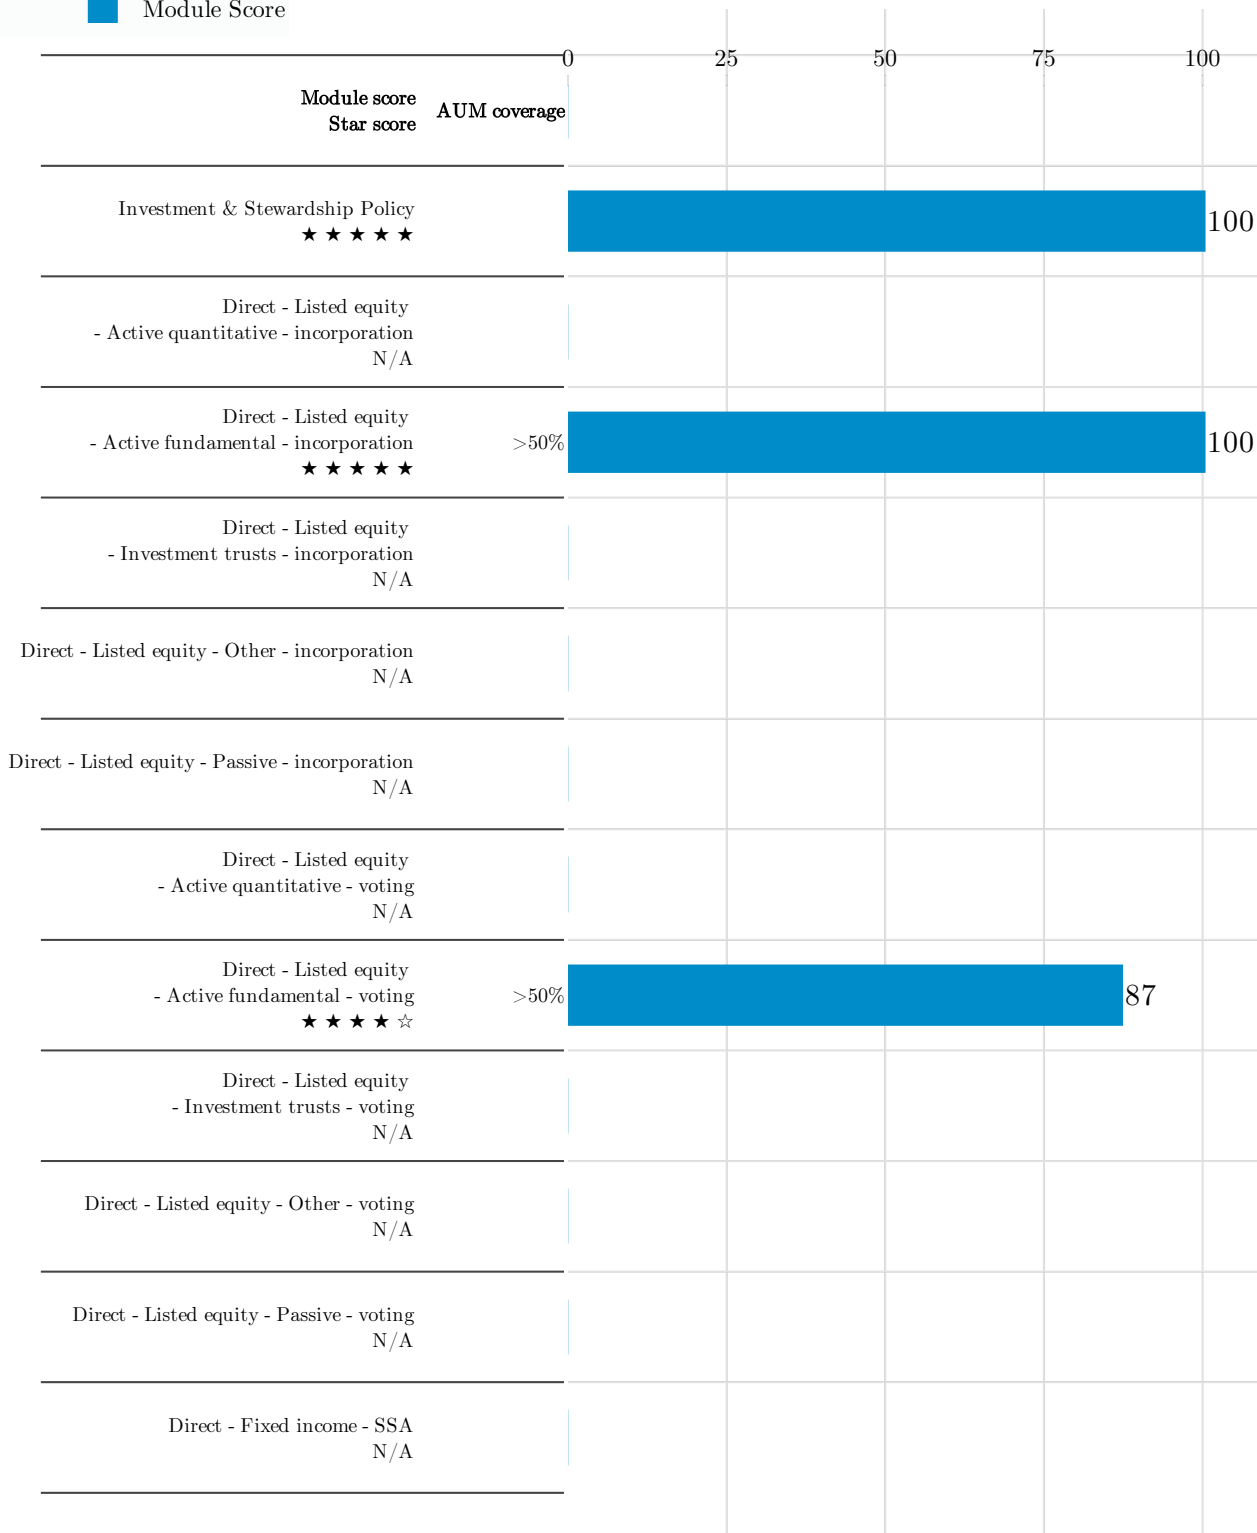 Module Score
0 25 50 75 100
Module score
Star score
AUM coverage
Investment & Stewardship Policy
★ ★ ★ ★ ★
100
Direct - Listed equity
- Active quantitative - incorporation
N/A
Direct - Listed equity
- Active fundamental - incorporation
★ ★ ★ ★ ★
>50%
100
Direct - Listed equity
- Investment trusts - incorporation
N/A
Direct - Listed equity - Other - incorporation
N/A
Direct - Listed equity - Passive - incorporation
N/A
Direct - Listed equity
- Active quantitative - voting
N/A
Direct - Listed equity
- Active fundamental - voting
★ ★ ★ ★ ☆
>50%
87
Direct - Listed equity
- Investment trusts - voting
N/A
Direct - Listed equity - Other - voting
N/A
Direct - Listed equity - Passive - voting
N/A
Direct - Fixed income - SSA
N/A